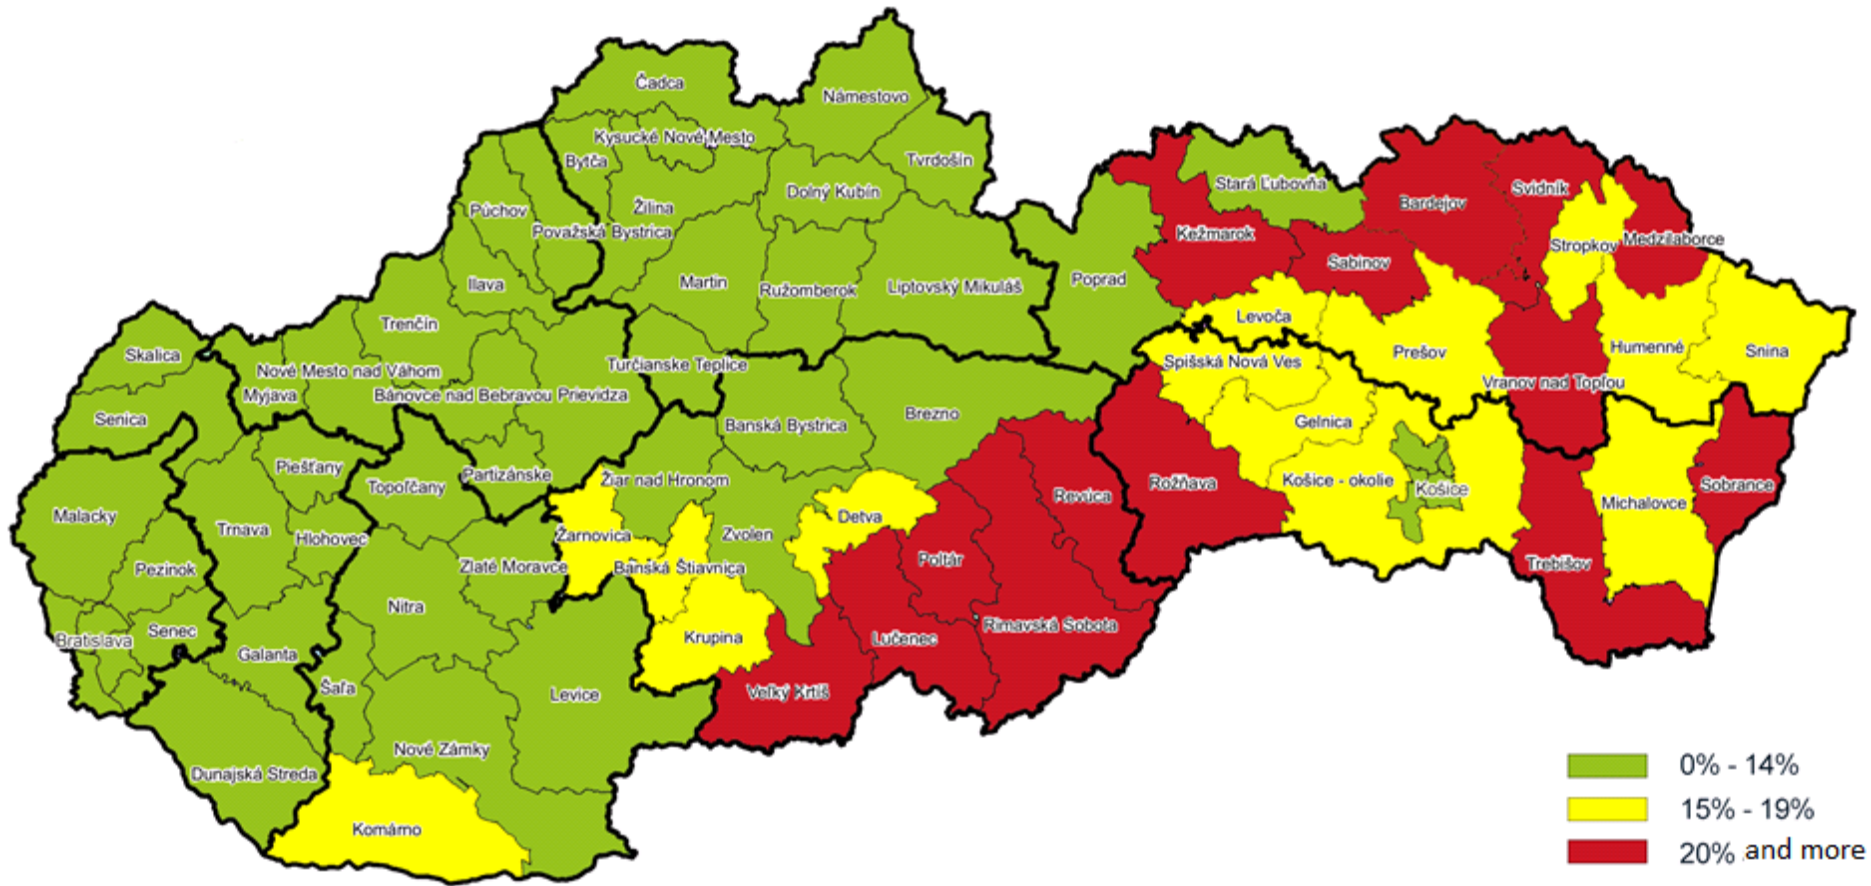 Čadca
Námestovo
Kysucké Nové Mesto
Bytča
Tvrdošín
Dolný Kubín
Stará Ľubovňa
Svidník
Bardejov
Púchov
Žilina
Považská Bystrica
Kežmarok
Stropkov
Medzilaborce
Sabinov
Ilava
Martin
Ružomberok
Liptovský Mikuláš
Poprad
Levoča
Trenčín
Skalica
Nové Mesto nad Váhom
Turčianske Teplice
Spišská Nová Ves
Prešov
Humenné
Snina
Myjava
Bánovce nad Bebravou
Prievidza
Vranov nad Topľou
Senica
Banská Bystrica
Brezno
Gelnica
Piešťany
Topoľčany
Partizánske
Žiar nad Hronom
Revúca
Rožňava
Košice - okolie
Košice
Sobrance
Malacky
Trnava
Hlohovec
Žarnovica
Zvolen
Detva
Michalovce
Pezinok
Zlaté Moravce
Banská Štiavnica
Poltár
Trebišov
Nitra
Bratislava
Senec
Galanta
Krupina
Lučenec
Rimavská Sobota
Šaľa
Levice
Veľký Krtíš
Nové Zámky
Dunajská Streda
Komárno
0% - 14%
15% - 19%
20% and more